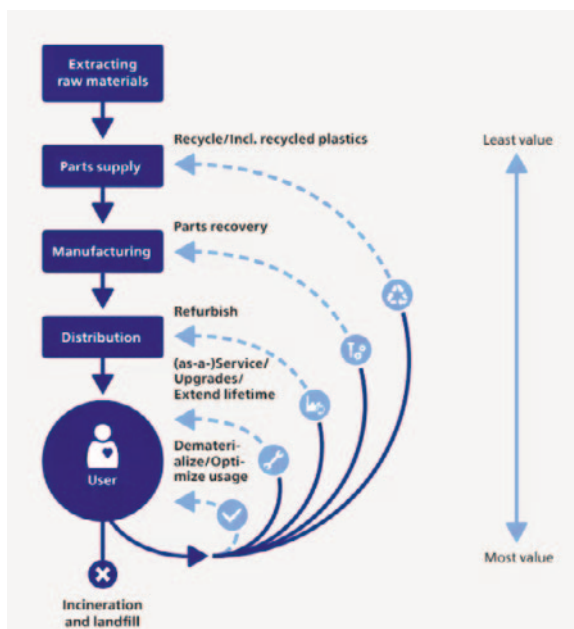 Extracting
raw materials
Recycle/Incl. recycled plastics
Least value
Parts supply
Parts recovery
Manufacturing
Refurbish
Distribution
(as-a-)Service/
Upgrades/
Extend lifetime
Demateri-
alize/Opti-
mize usage
User
Most value
Incineration
and landfill